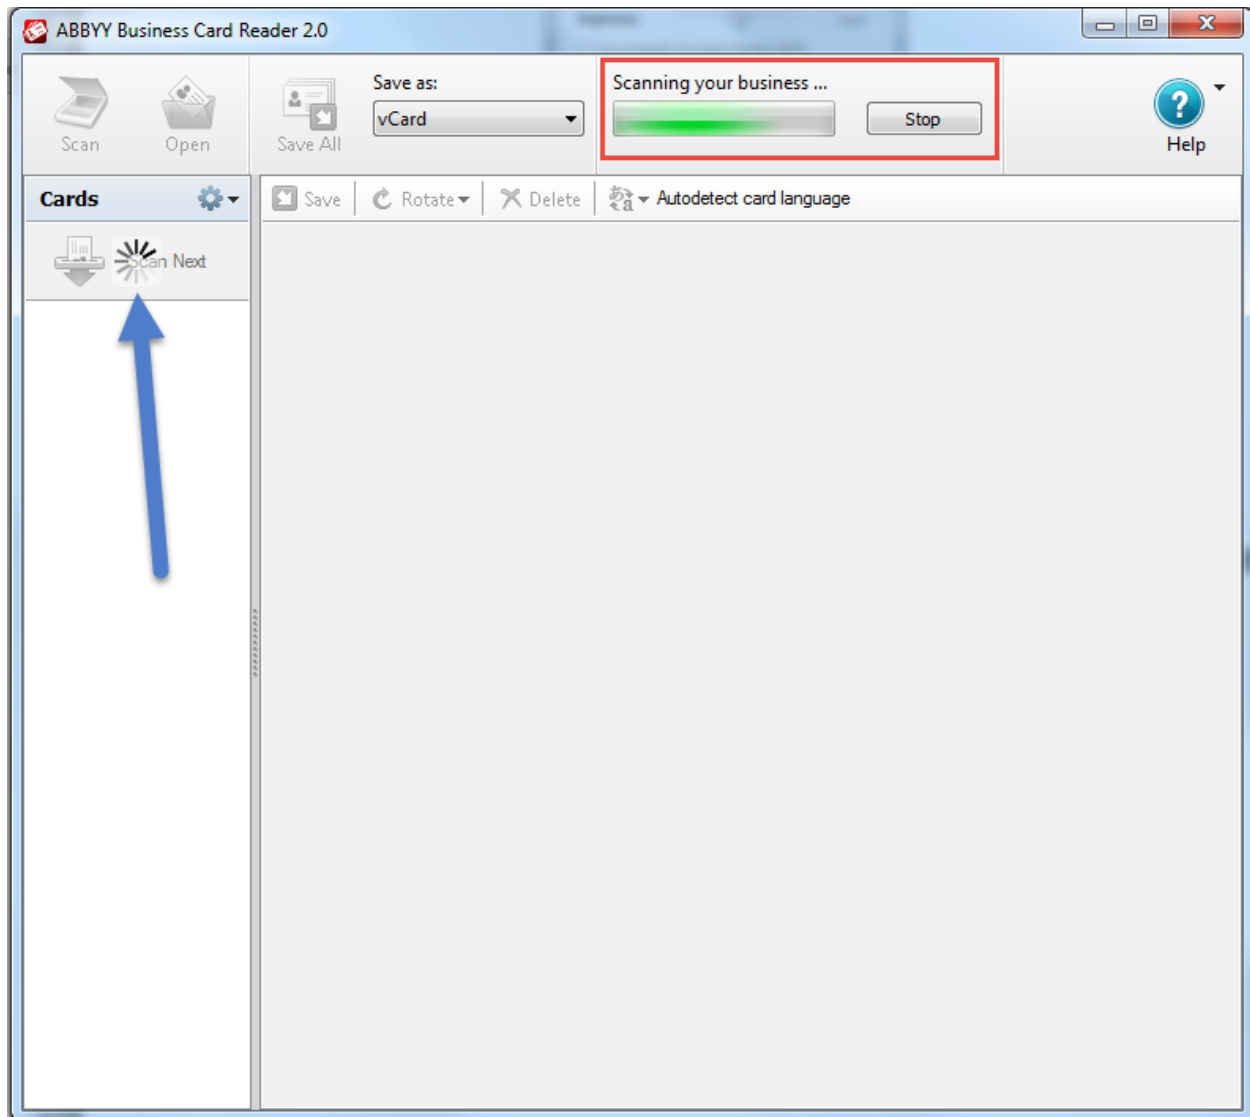 ABBYY Business Card Reader 2.0
Save as:
Scanning your business ...
vCard
Stop
Scan
Open
Save All
Help
Cards
Save
Rotate
Delete
Autodetect card language
Scan Next